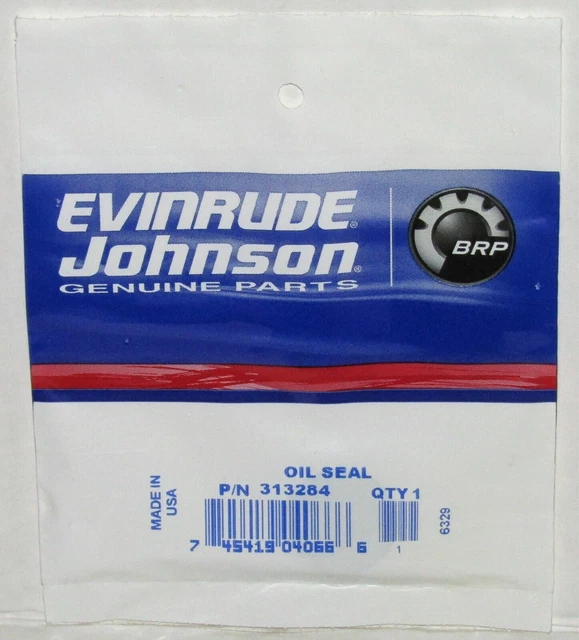 EVINRUDE®
Johnson®
GENUINE PARTS
BRP
OIL SEAL
P/N 313284 QTY 1
MADE IN
USA
7 45419 04066 6
1
6329